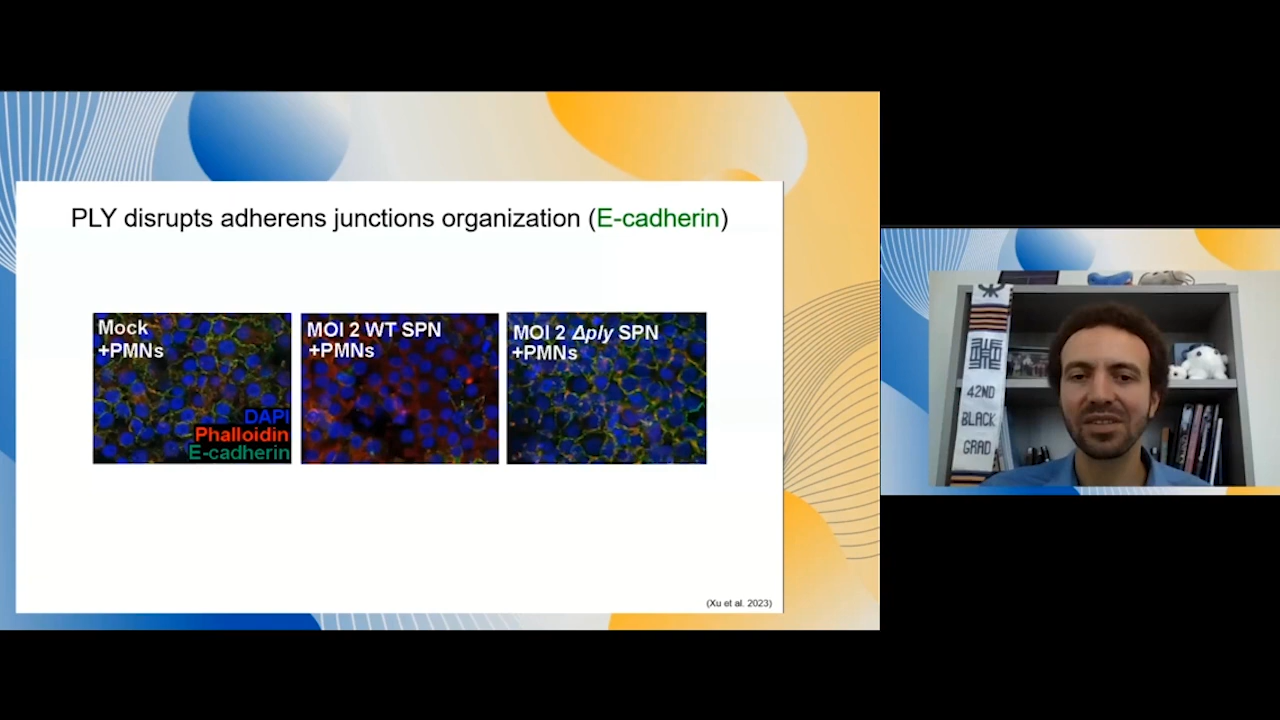 PLY disrupts adherens junctions organization (E-cadherin)
Mock
+PMNs
DAPI
Phalloidin
E-cadherin
MOI 2 WT SPN
+PMNs
MOI 2 Δply SPN
+PMNs
(Xu et al. 2023)
42ND
BLACK
GRAD